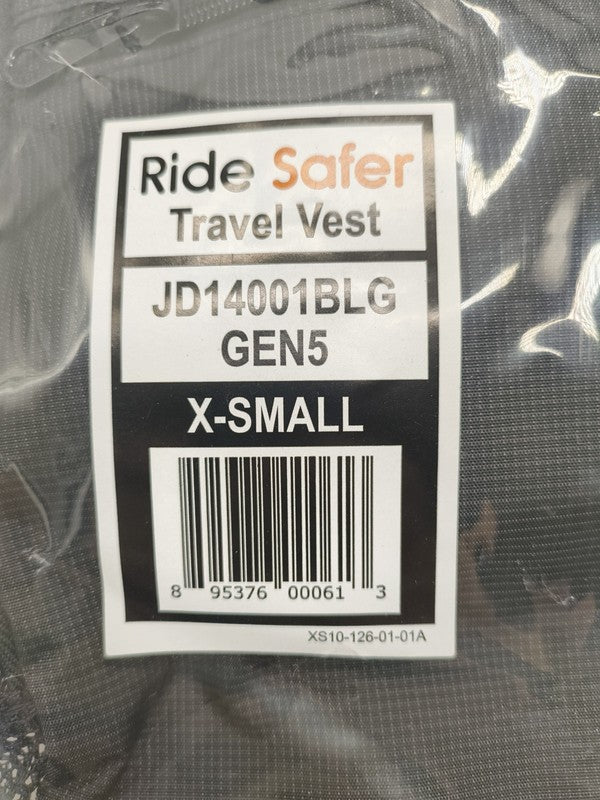 Ride Safer
Travel Vest
JD14001BLG
GEN5
X-SMALL
8 95376 00061 3
XS10-126-01-01A